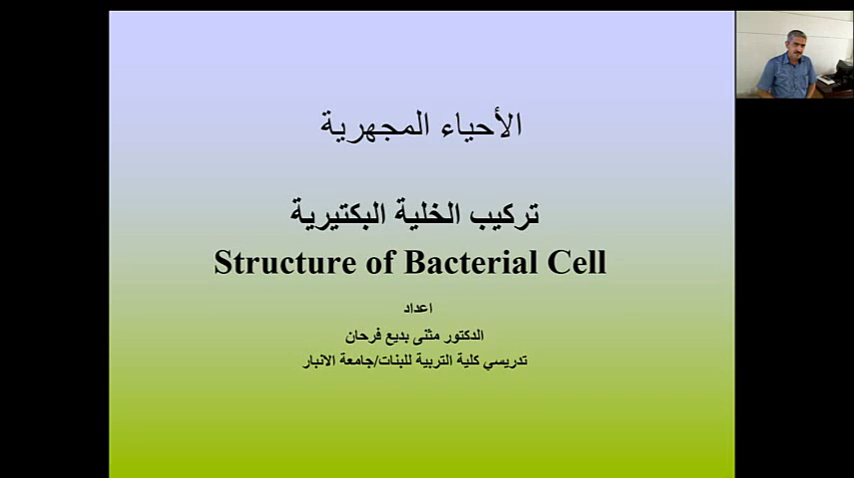 الأحياء المجهرية
تركيب الخلية البكتيرية
Structure of Bacterial Cell
اعداد
الدكتور مثنى بديع فرحان
تدريسي كلية التربية للبنات/جامعة الانبار